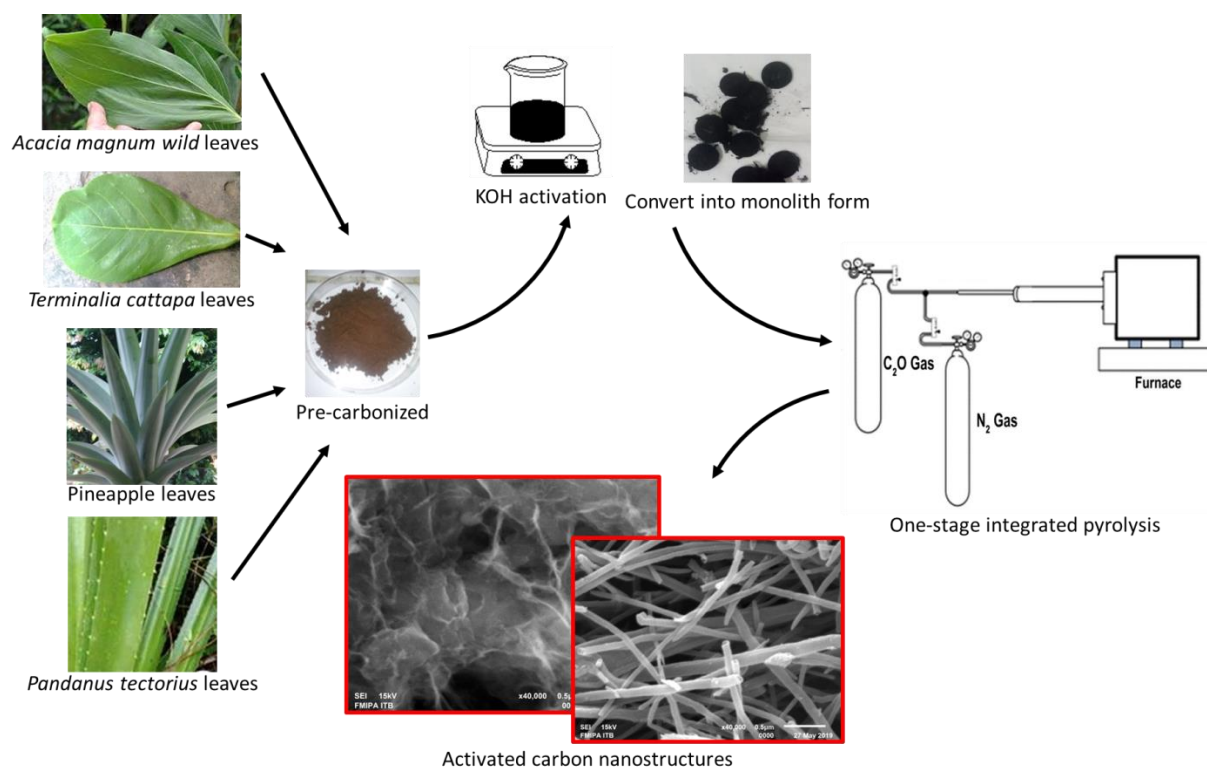 Acacia magnum wild leaves
Terminalia cattapa leaves
Pineapple leaves
Pandanus tectorius leaves
Pre-carbonized
KOH activation
Convert into monolith form
C₂O Gas
N₂ Gas
Furnace
One-stage integrated pyrolysis
SEI 15kV x40,000 0.5µm
FMIPA ITB 00
SEI 15kV x40,000 0.5µm
FMIPA ITB 0000 27 May 2019
Activated carbon nanostructures